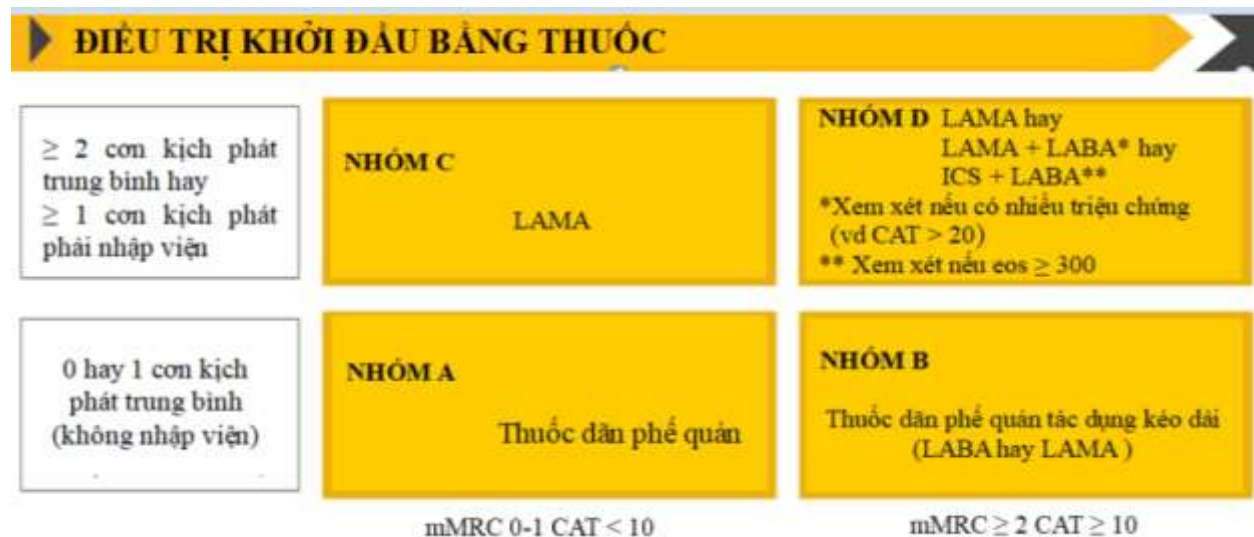 ĐIỀU TRỊ KHỞI ĐẦU BẰNG THUỐC
≥ 2 cơn kịch phát
trung bình hay
≥ 1 cơn kịch phát
phải nhập viện
NHÓM C
LAMA
NHÓM D LAMA hay
LAMA + LABA* hay
ICS + LABA**
*Xem xét nếu có nhiều triệu chứng
(vd CAT > 20)
** Xem xét nếu eos ≥ 300
0 hay 1 cơn kịch
phát trung bình
(không nhập viện)
NHÓM A
Thuốc dãn phế quản
NHÓM B
Thuốc dãn phế quản tác dụng kéo dài
(LABA hay LAMA )
mMRC 0-1 CAT < 10
mMRC ≥ 2 CAT ≥ 10